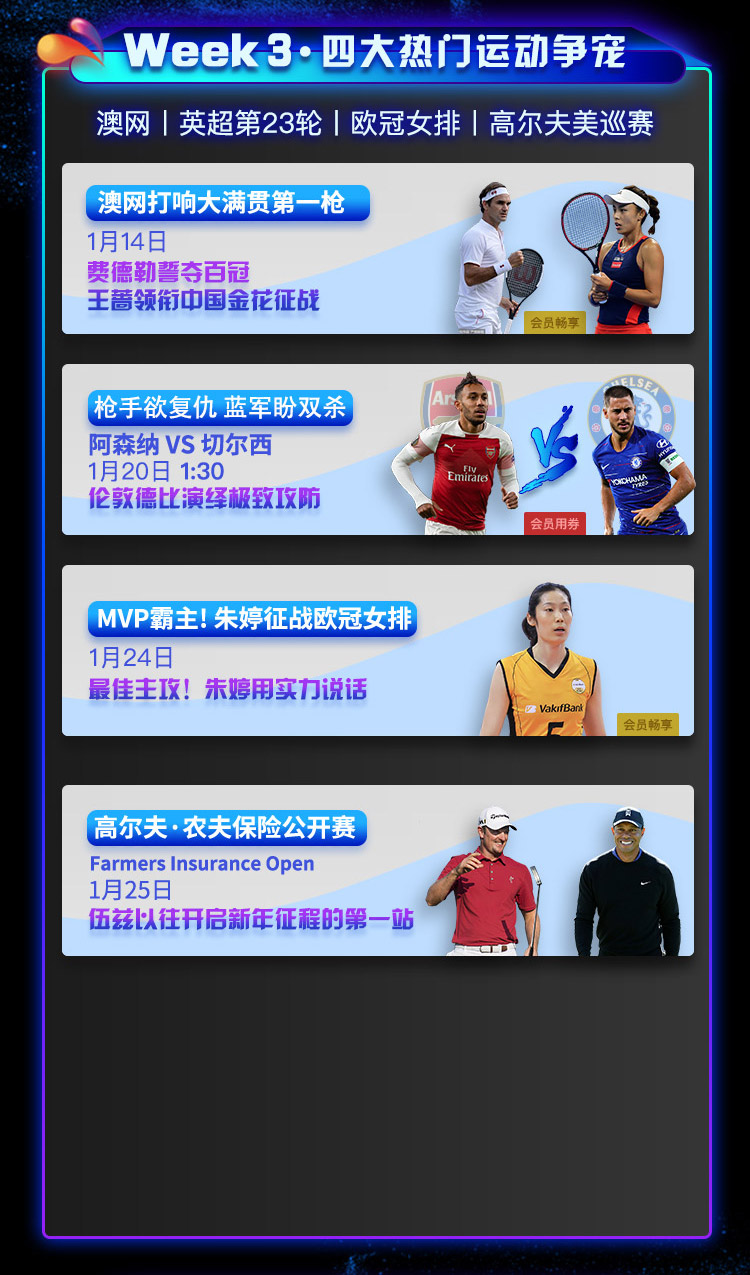 Week 3·四大热门运动争宠
澳网丨英超第23轮丨欧冠女排丨高尔夫美巡赛
澳网打响大满贯第一枪
1月14日
费德勒誓夺百冠
王蔷领衔中国金花征战
会员畅享
枪手欲复仇 蓝军盼双杀
阿森纳 VS 切尔西
1月20日 1:30
伦敦德比演绎极致攻防
Fly
Emirates
VS
CHELSEA
HYUNDAI
YOKOHAMA
TYRES
会员用券
MVP霸主! 朱婷征战欧冠女排
1月24日
最佳主攻！朱婷用实力说话
VakıfBank
会员畅享
高尔夫·农夫保险公开赛
Farmers Insurance Open
1月25日
伍兹以往开启新年征程的第一站
TaylorMade